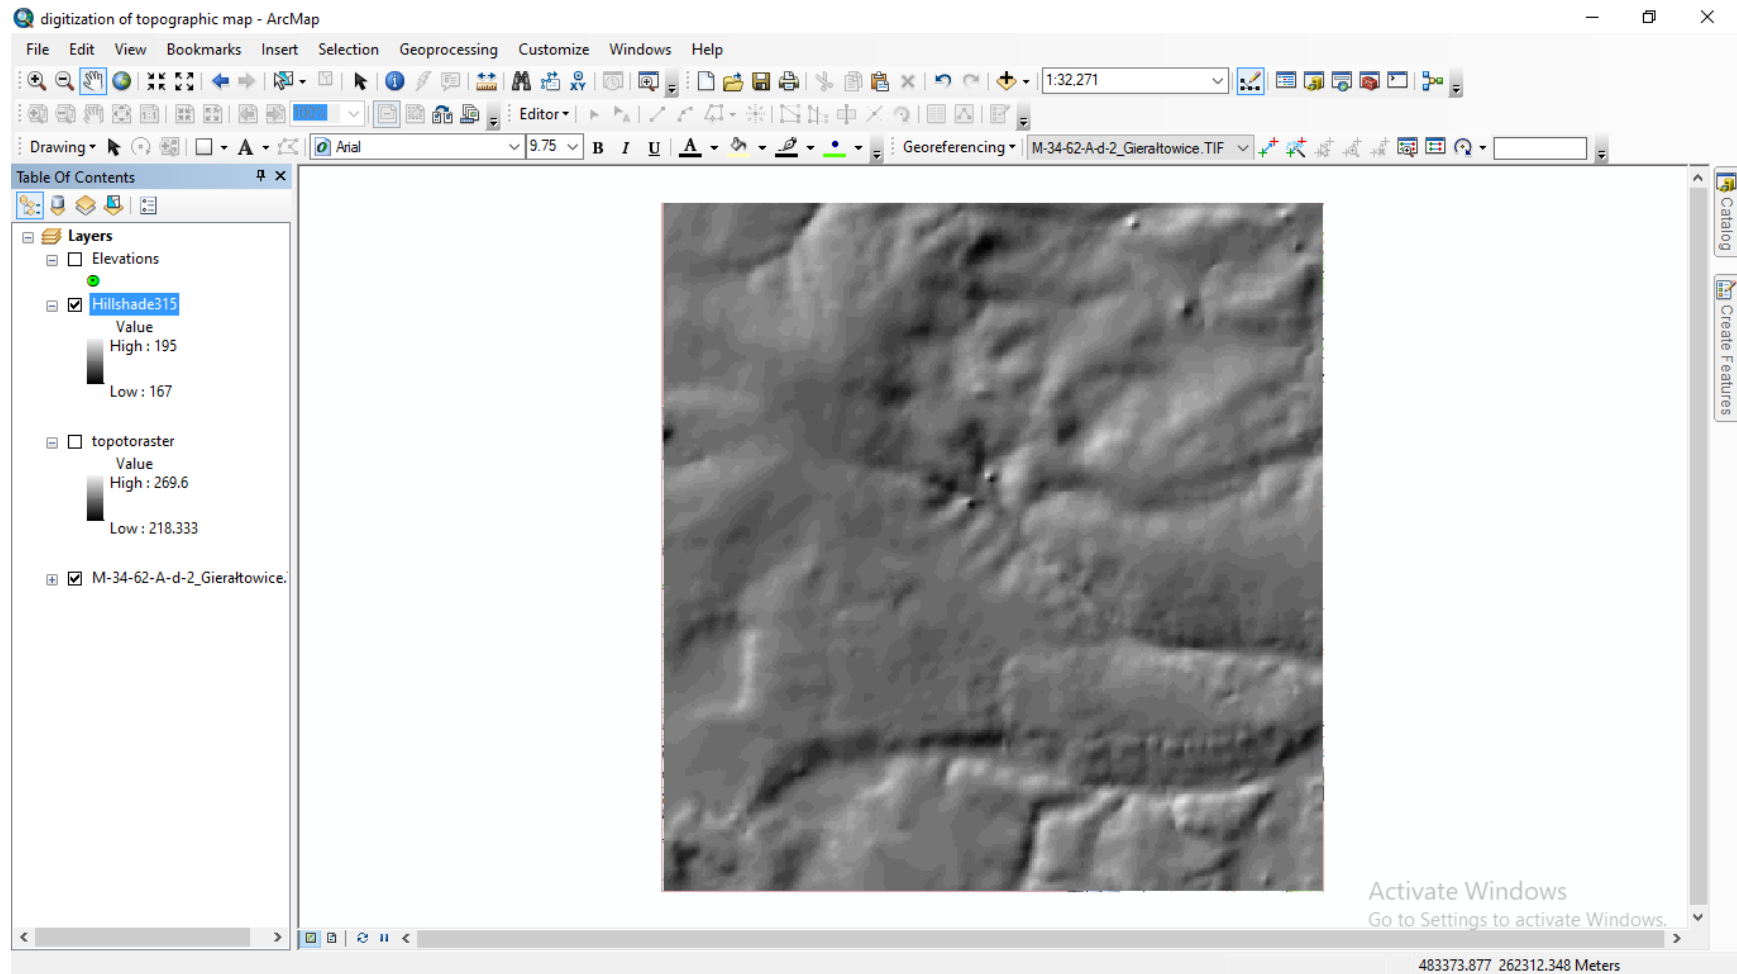 digitization of topographic map - ArcMap
File Edit View Bookmarks Insert Selection Geoprocessing Customize Windows Help
1:32,271
100%
Editor
Drawing A Arial 9.75 B I U A Georeferencing M-34-62-A-d-2_Gierałtowice.TIF
Table Of Contents
Layers
Elevations
Hillshade315
Value
High : 195
Low : 167
topotoraster
Value
High : 269.6
Low : 218.333
M-34-62-A-d-2_Gierałtowice.
Catalog
Create Features
Activate Windows
Go to Settings to activate Windows.
483373.877 262312.348 Meters